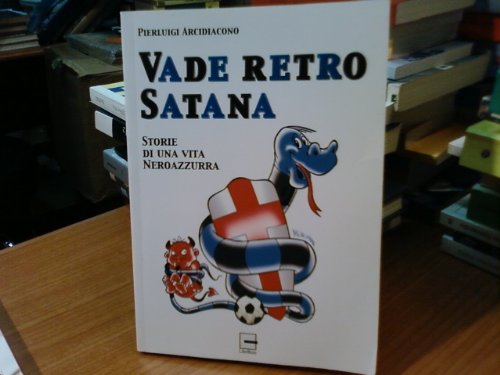 PIERLUIGI ARCIDIACONO
VADE RETRO
SATANA
STORIE
DI UNA VITA
NEROAZZURRA